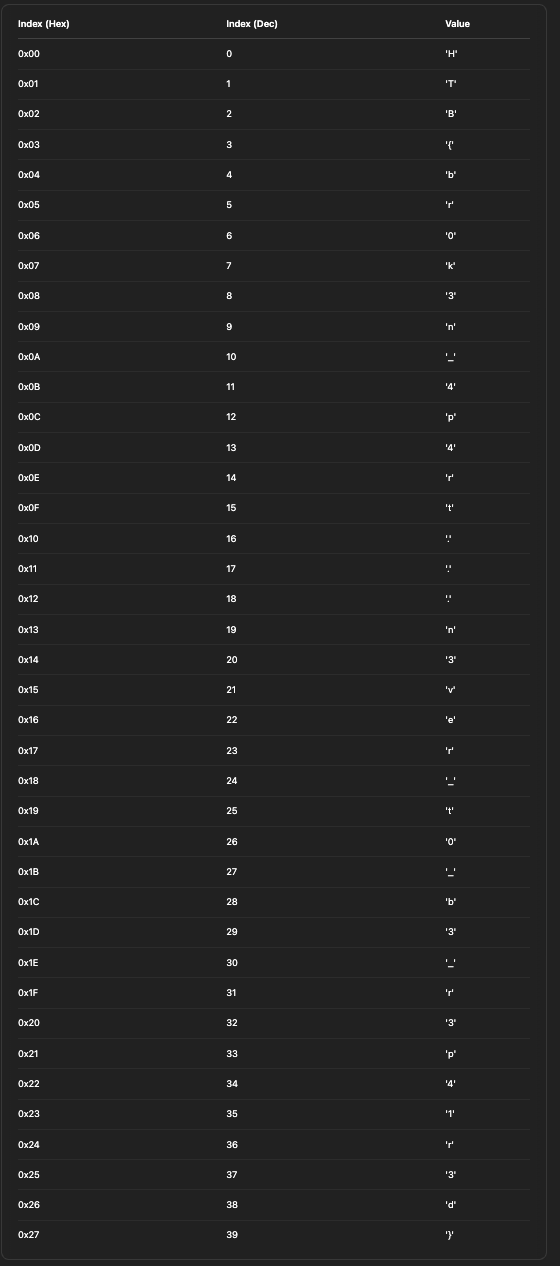 Index (Hex) Index (Dec) Value
0x00 0 'H'
0x01 1 'T'
0x02 2 'B'
0x03 3 '{'
0x04 4 'b'
0x05 5 'r'
0x06 6 '0'
0x07 7 'k'
0x08 8 '3'
0x09 9 'n'
0x0A 10 '_'
0x0B 11 '4'
0x0C 12 'p'
0x0D 13 '4'
0x0E 14 'r'
0x0F 15 't'
0x10 16 '.'
0x11 17 '.'
0x12 18 '.'
0x13 19 'n'
0x14 20 '3'
0x15 21 'v'
0x16 22 'e'
0x17 23 'r'
0x18 24 '_'
0x19 25 't'
0x1A 26 '0'
0x1B 27 '_'
0x1C 28 'b'
0x1D 29 '3'
0x1E 30 '_'
0x1F 31 'r'
0x20 32 '3'
0x21 33 'p'
0x22 34 '4'
0x23 35 '1'
0x24 36 'r'
0x25 37 '3'
0x26 38 'd'
0x27 39 '}'